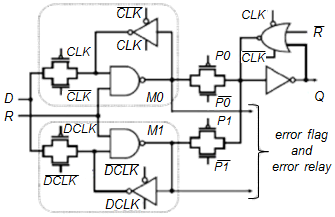 CLK
CLK
CLK
CLK
CLK
P0
CLK
R
CLK
M0
P0
Q
D
R
DCLK
M1
P1
error flag
and
error relay
DCLK
DCLK
P1
DCLK